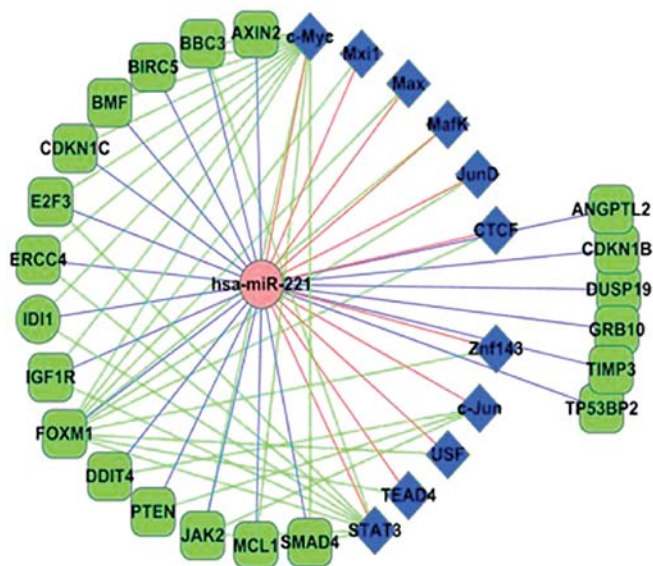 AXIN2
c-Myc
BBC3
Mxi1
BIRC5
Max
BMF
MafK
CDKN1C
JunD
E2F3
ANGPTL2
CTCF
CDKN1B
ERCC4
hsa-miR-221
DUSP19
IDI1
GRB10
Znf143
IGF1R
TIMP3
FOXM1
c-Jun
TP53BP2
DDIT4
USF
PTEN
TEAD4
JAK2
STAT3
MCL1
SMAD4